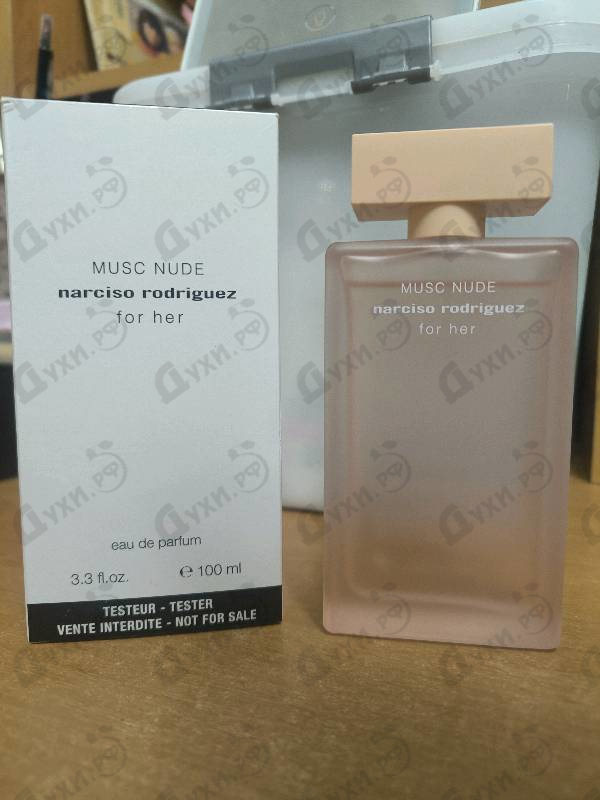 MUSC NUDE
narciso rodriguez
for her
eau de parfum
3.3 fl.oz. e 100 ml
TESTEUR - TESTER
VENTE INTERDITE - NOT FOR SALE
MUSC NUDE
narciso rodriguez
for her
Духи.РФ